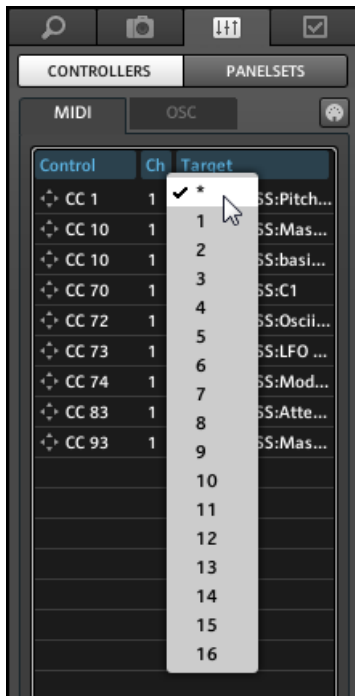 CONTROLLERS PANELSETS
MIDI OSC
Control Ch Target
CC 1 1 SS:Pitch...
CC 10 1 SS:Mas...
CC 10 1 SS:basi...
CC 70 1 SS:C1
CC 72 1 SS:Oscii...
CC 73 1 SS:LFO ...
CC 74 1 SS:Mod...
CC 83 1 SS:Atte...
CC 93 1 SS:Mas...
*
1
2
3
4
5
6
7
8
9
10
11
12
13
14
15
16